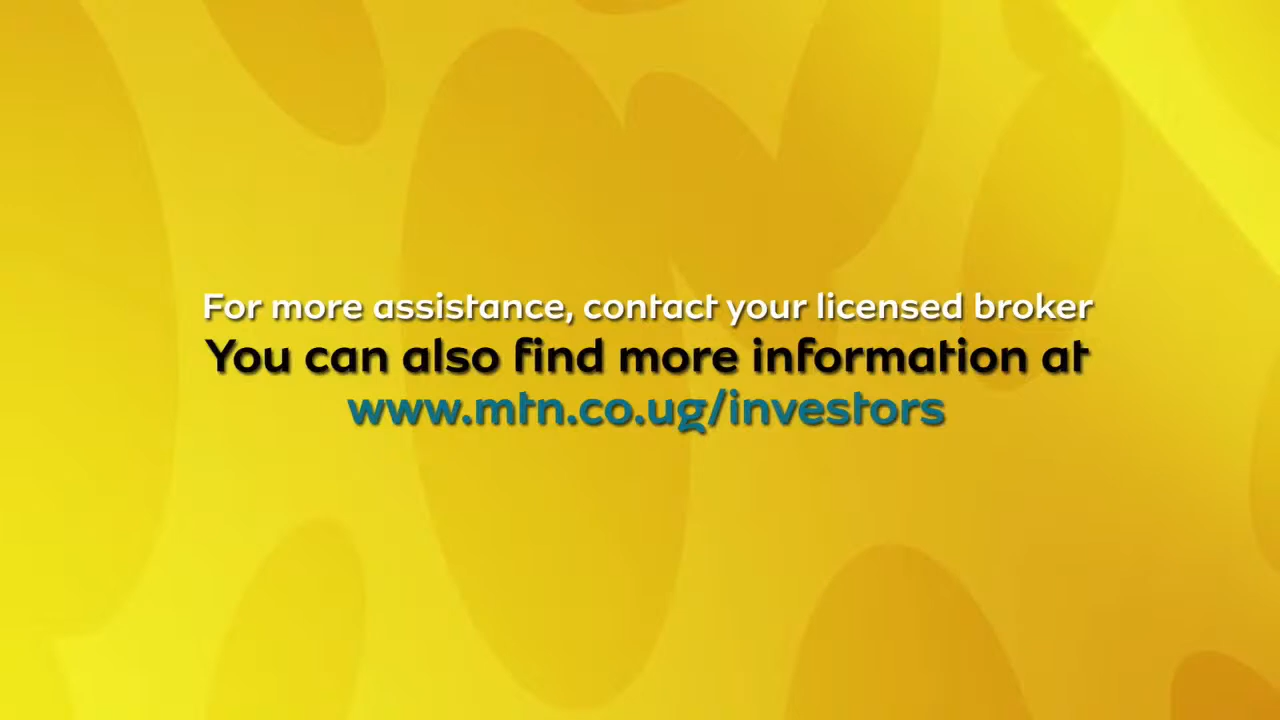 For more assistance, contact your licensed broker
You can also find more information at
www.mtn.co.ug/investors